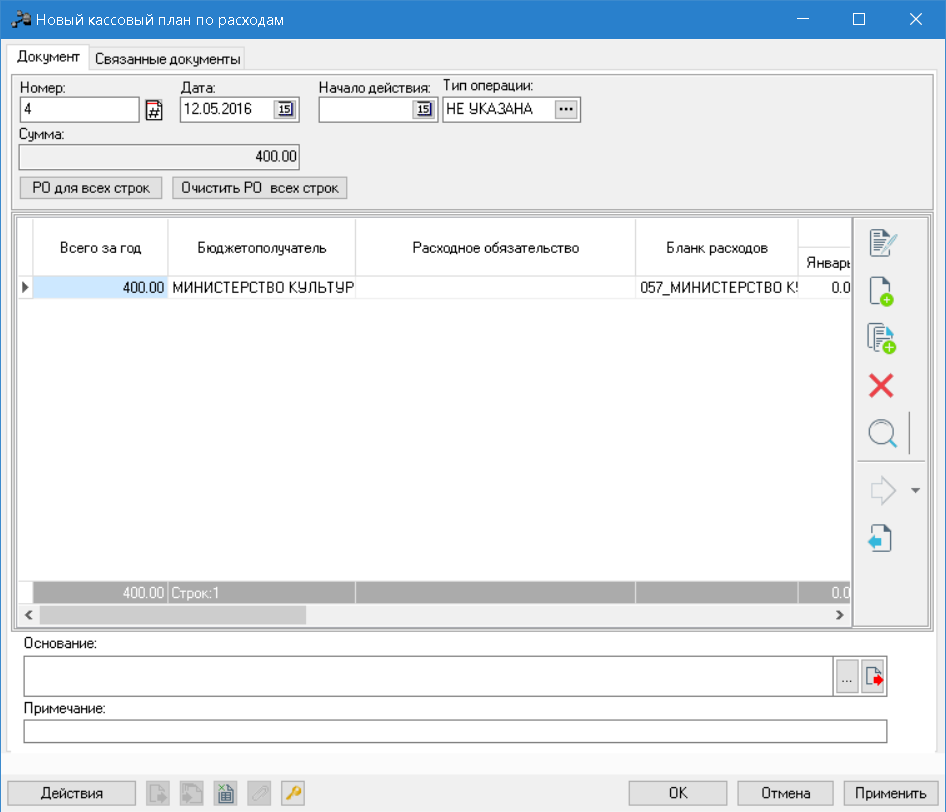 Новый кассовый план по расходам
Документ Связанные документы
Номер: Дата: Начало действия: Тип операции:
4 12.05.2016 15 15 НЕ УКАЗАНА ...
Сумма:
400.00
РО для всех строк Очистить РО всех строк
Всего за год Бюджетополучатель Расходное обязательство Бланк расходов
Январь
400.00 МИНИСТЕРСТВО КУЛЬТУР 057_МИНИСТЕРСТВО К 0.0
400.00 Строк:1 0.0
Основание:
...
Примечание:
Действия OK Отмена Применить